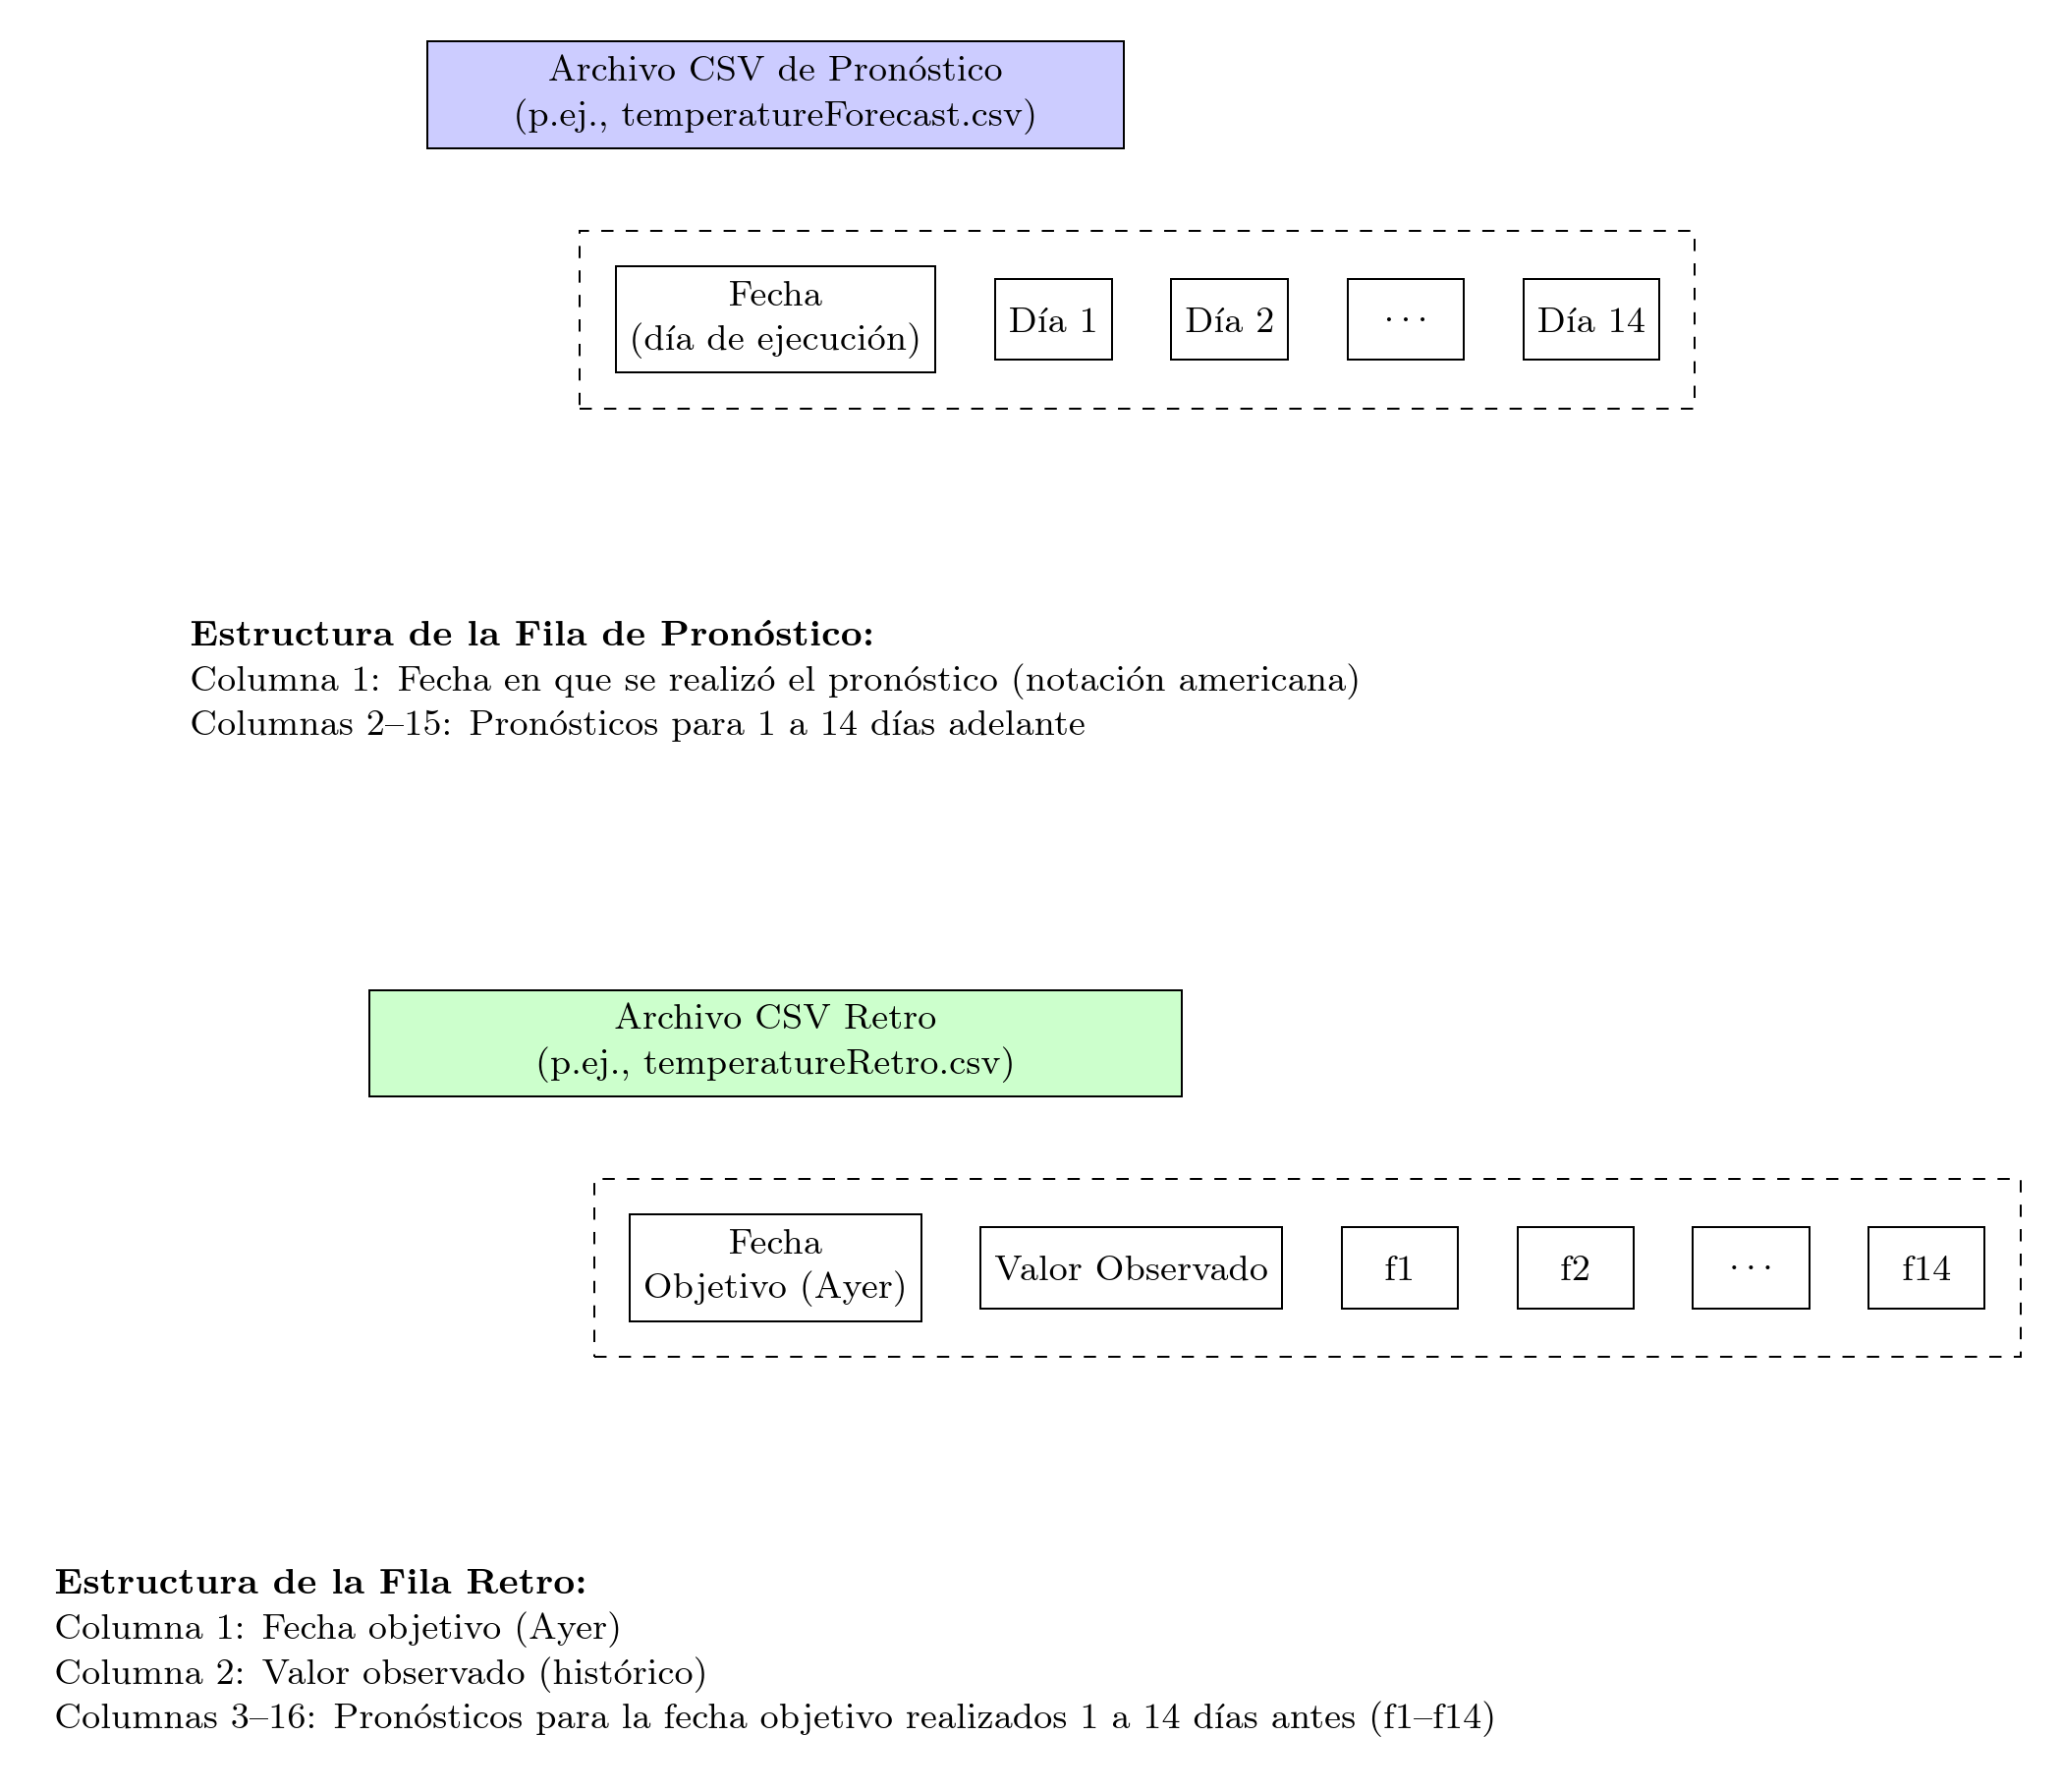 Archivo CSV de Pronóstico
(p.ej., temperatureForecast.csv)
Fecha
(día de ejecución)
Día 1
Día 2
···
Día 14
Estructura de la Fila de Pronóstico:
Columna 1: Fecha en que se realizó el pronóstico (notación americana)
Columnas 2–15: Pronósticos para 1 a 14 días adelante
Archivo CSV Retro
(p.ej., temperatureRetro.csv)
Fecha
Objetivo (Ayer)
Valor Observado
f1
f2
···
f14
Estructura de la Fila Retro:
Columna 1: Fecha objetivo (Ayer)
Columna 2: Valor observado (histórico)
Columnas 3–16: Pronósticos para la fecha objetivo realizados 1 a 14 días antes (f1–f14)